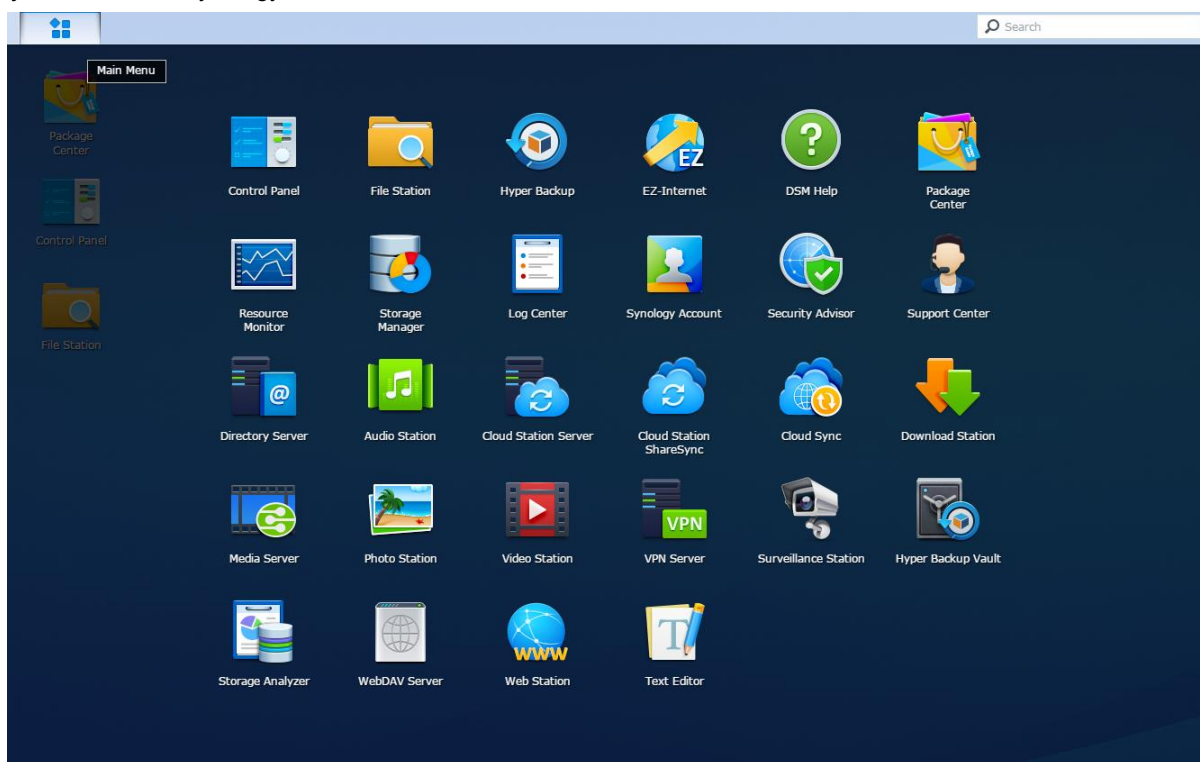 Search
Main Menu
Package
Center
Control Panel
File Station
EZ
?
Control Panel
File Station
Hyper Backup
EZ-Internet
DSM Help
Package
Center
Resource
Monitor
Storage
Manager
Log Center
Synology Account
Security Advisor
Support Center
@
Directory Server
Audio Station
Cloud Station Server
Cloud Station
ShareSync
Cloud Sync
Download Station
VPN
Media Server
Photo Station
Video Station
VPN Server
Surveillance Station
Hyper Backup Vault
WWW
T
Storage Analyzer
WebDAV Server
Web Station
Text Editor